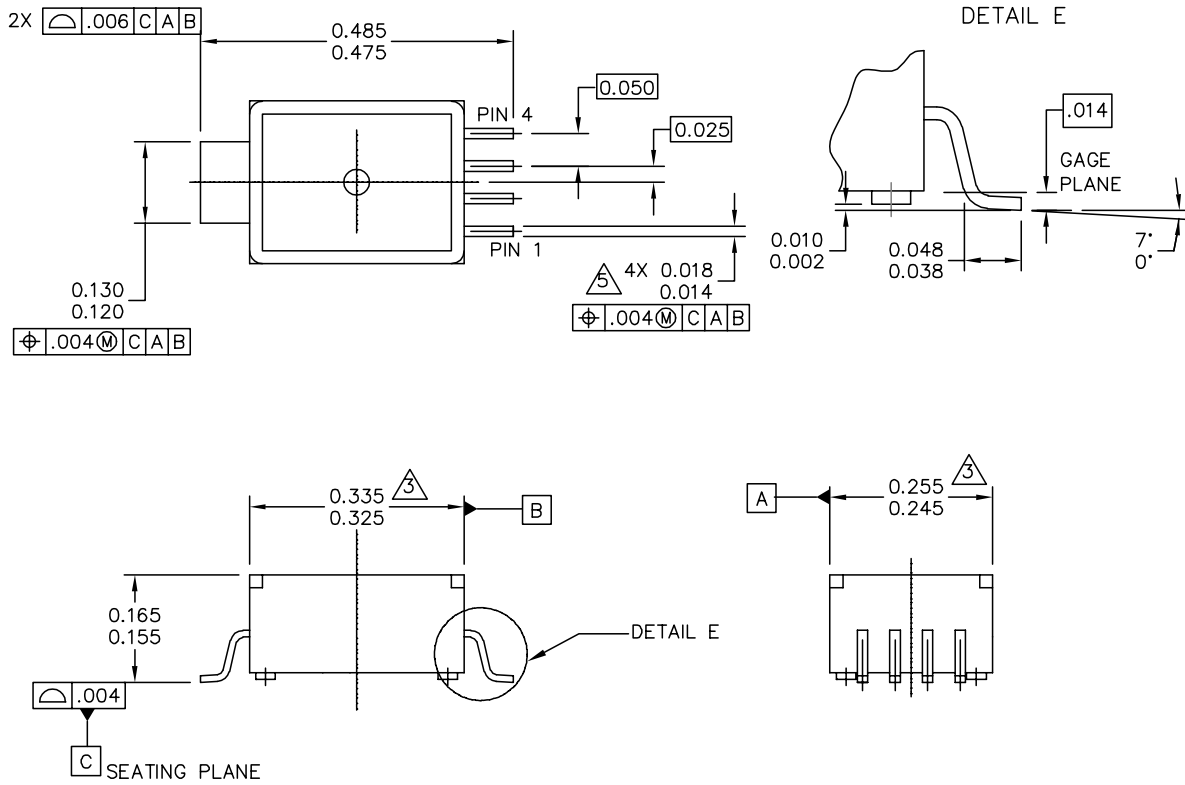 2X ⌓ .006 C A B
0.485
0.475
DETAIL E
0.050
PIN 4
0.025
.014
GAGE
PLANE
PIN 1
0.130
0.120
⌖ .004 Ⓜ C A B
5 4X 0.018
0.014
⌖ .004 Ⓜ C A B
0.010
0.002
0.048
0.038
7°
0°
0.335 3
0.325
B
A
0.255 3
0.245
0.165
0.155
DETAIL E
⌓ .004
C SEATING PLANE